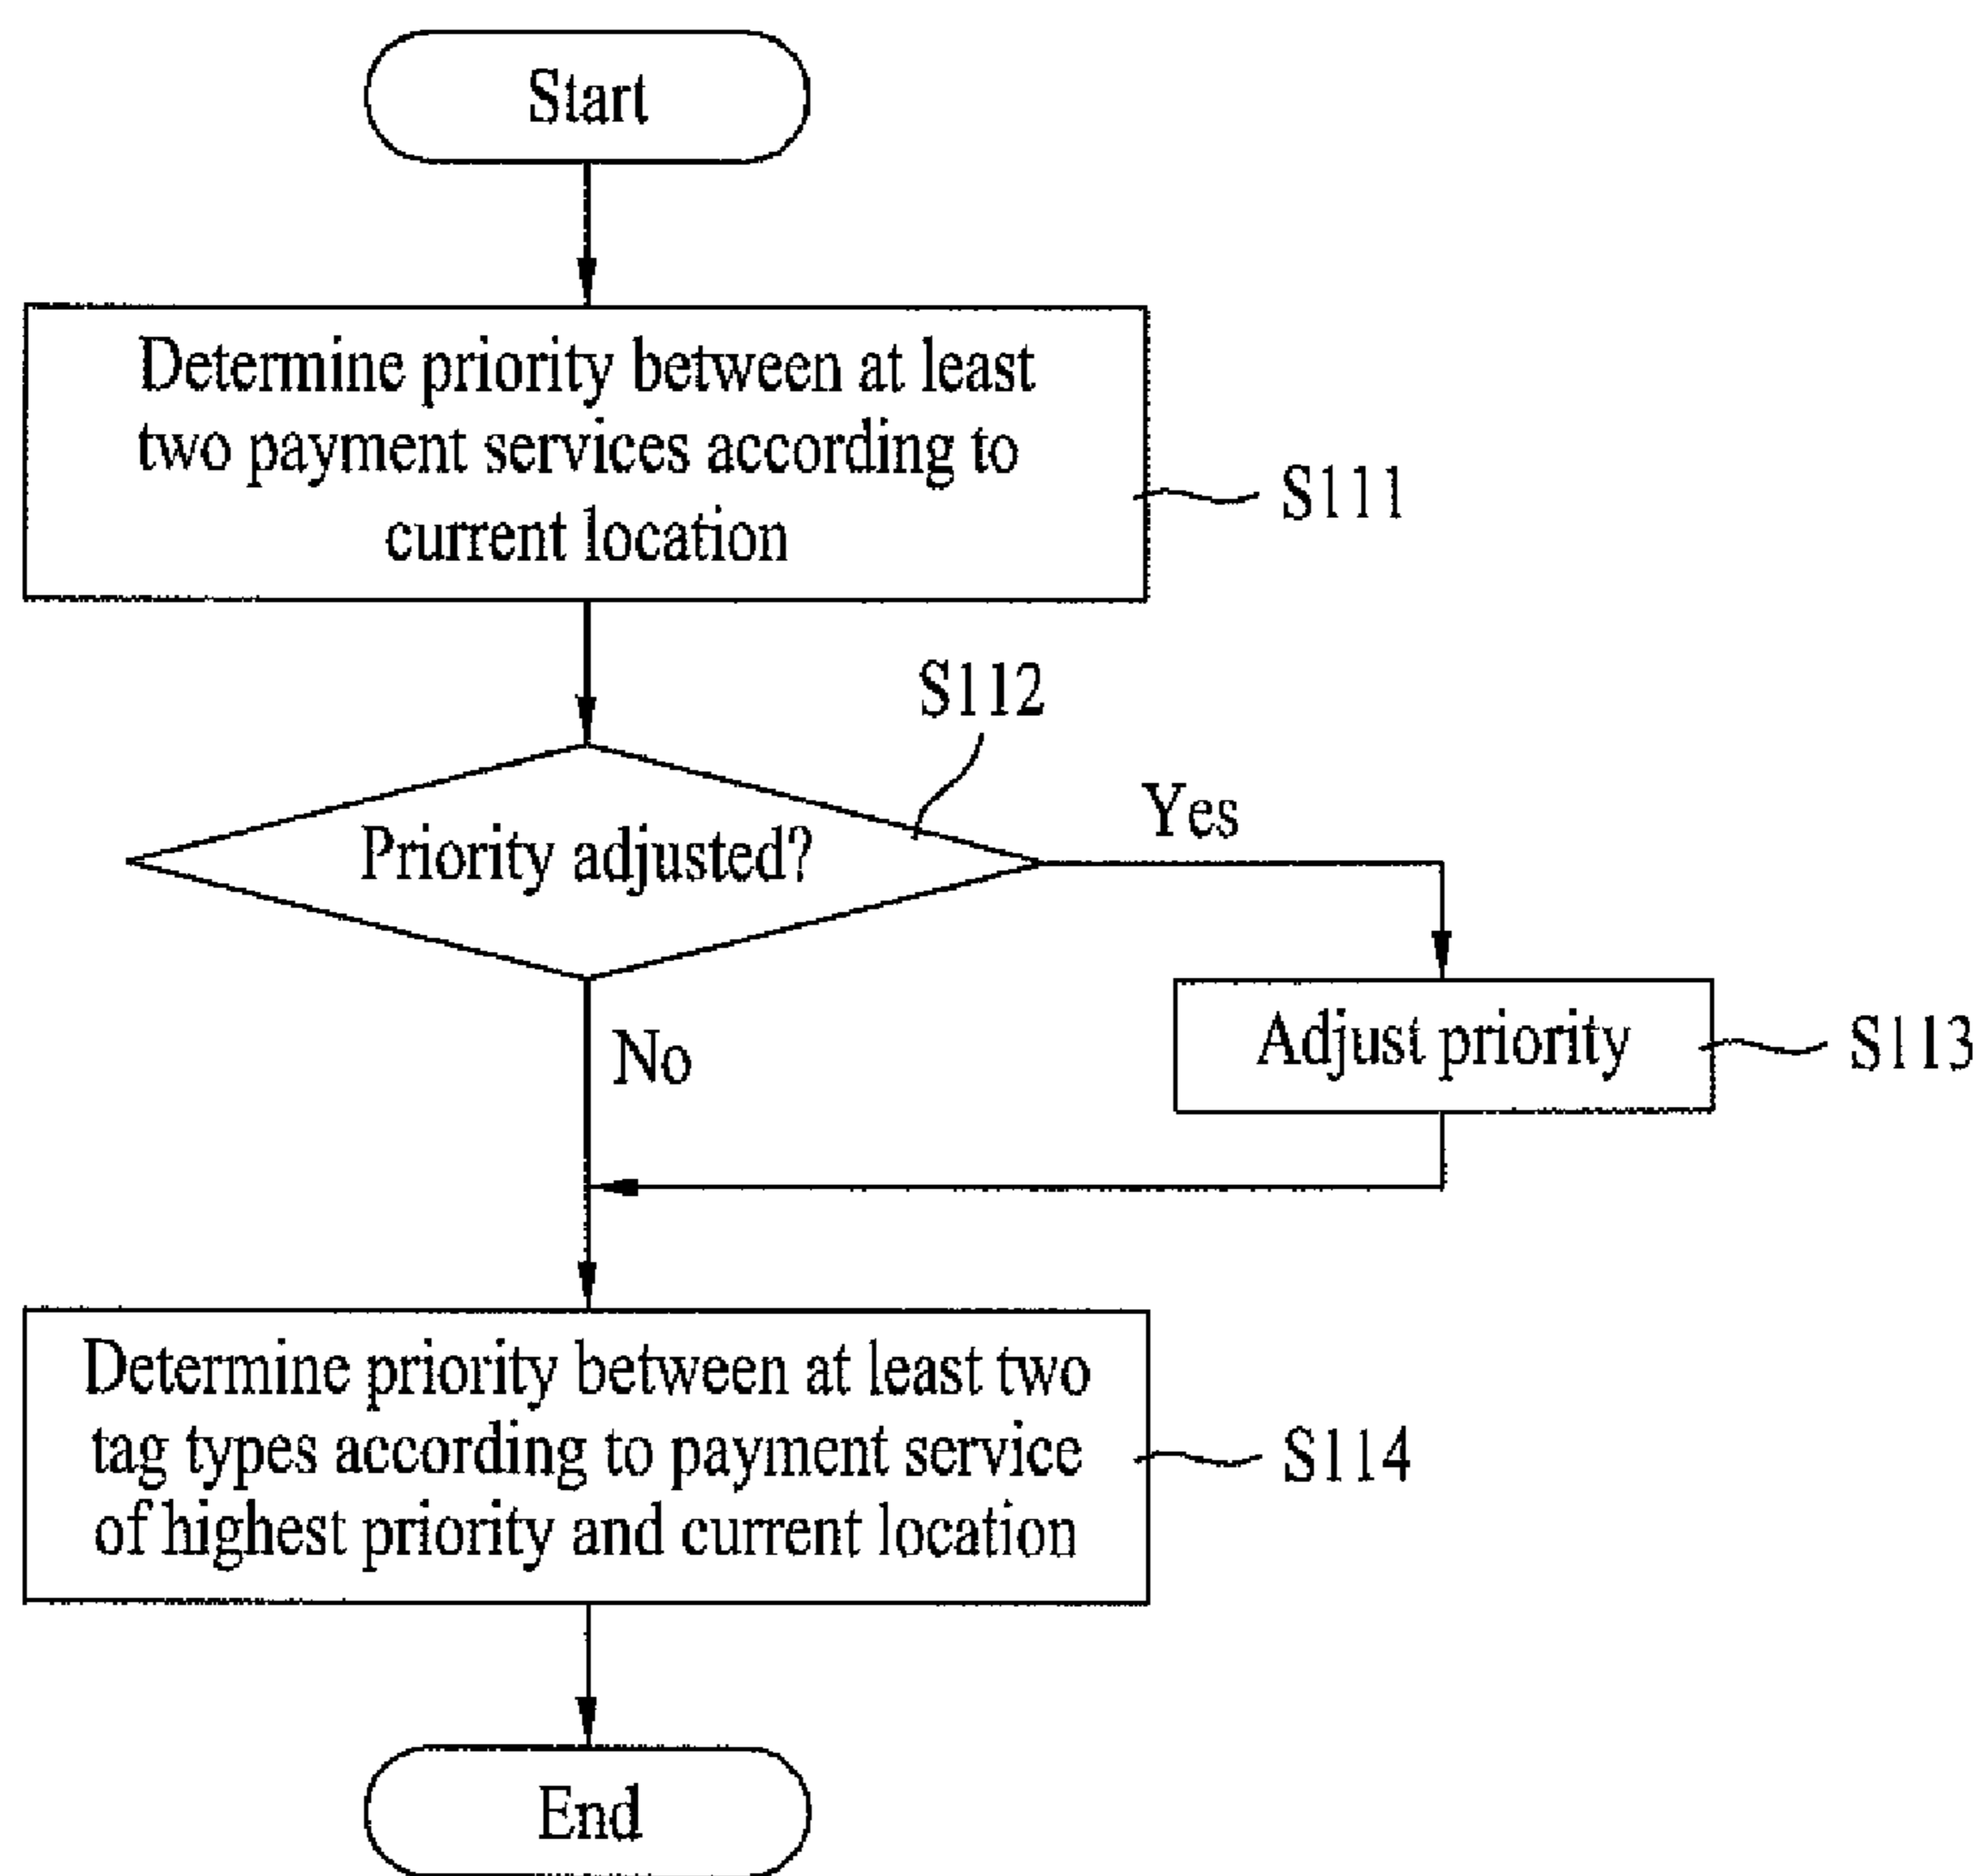 Start
Determine priority between at least
two payment services according to
current location
S111
S112
Priority adjusted?
Yes
No
Adjust priority
S113
Determine priority between at least two
tag types according to payment service
of highest priority and current location
S114
End